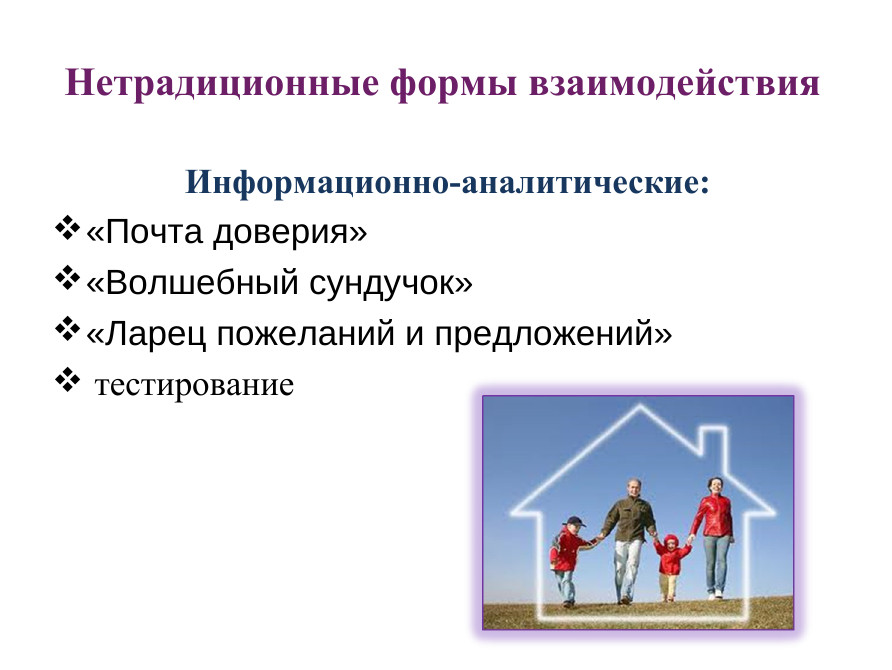 Нетрадиционные формы взаимодействия
Информационно-аналитические:
❖«Почта доверия»
❖«Волшебный сундучок»
❖«Ларец пожеланий и предложений»
❖ тестирование